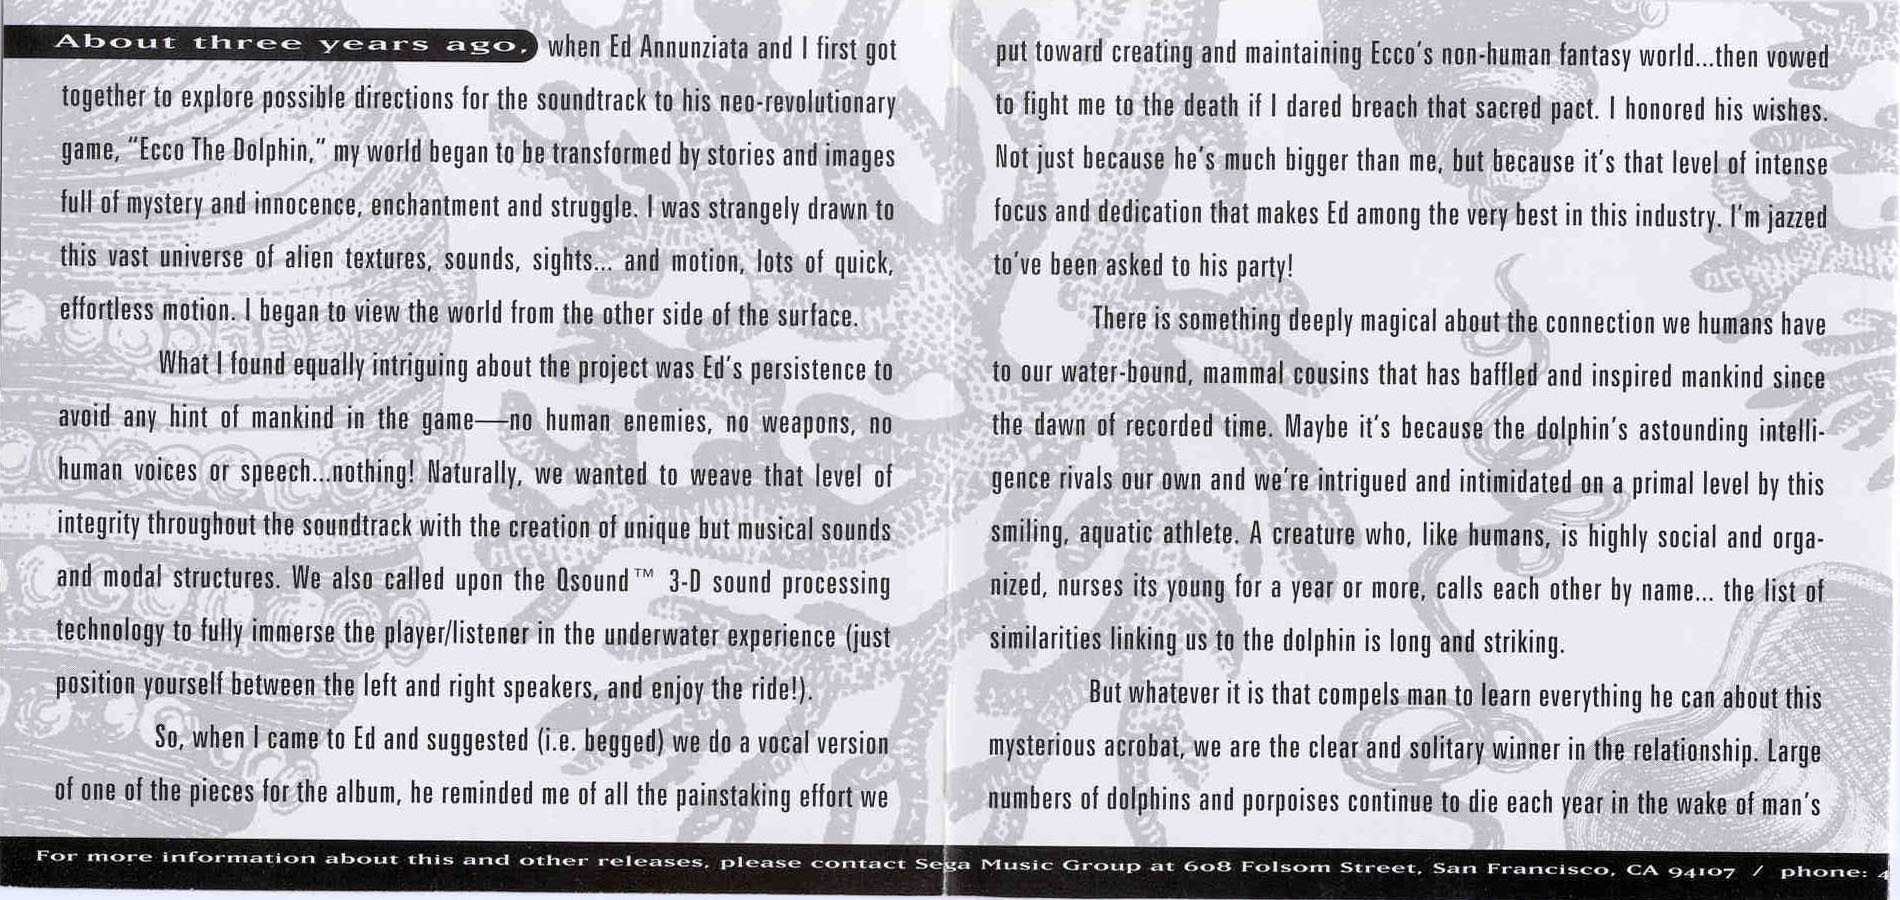 About three years ago, when Ed Annunziata and I first got
together to explore possible directions for the soundtrack to his neo-revolutionary
game, "Ecco The Dolphin," my world began to be transformed by stories and images
full of mystery and innocence, enchantment and struggle. I was strangely drawn to
this vast universe of alien textures, sounds, sights... and motion, lots of quick,
effortless motion. I began to view the world from the other side of the surface.
What I found equally intriguing about the project was Ed's persistence to
avoid any hint of mankind in the game—no human enemies, no weapons, no
human voices or speech...nothing! Naturally, we wanted to weave that level of
integrity throughout the soundtrack with the creation of unique but musical sounds
and modal structures. We also called upon the Qsound™ 3-D sound processing
technology to fully immerse the player/listener in the underwater experience (just
position yourself between the left and right speakers, and enjoy the ride!).
So, when I came to Ed and suggested (i.e. begged) we do a vocal version
of one of the pieces for the album, he reminded me of all the painstaking effort we
put toward creating and maintaining Ecco's non-human fantasy world...then vowed
to fight me to the death if I dared breach that sacred pact. I honored his wishes.
Not just because he's much bigger than me, but because it's that level of intense
focus and dedication that makes Ed among the very best in this industry. I'm jazzed
to've been asked to his party!
There is something deeply magical about the connection we humans have
to our water-bound, mammal cousins that has baffled and inspired mankind since
the dawn of recorded time. Maybe it's because the dolphin's astounding intelli-
gence rivals our own and we're intrigued and intimidated on a primal level by this
smiling, aquatic athlete. A creature who, like humans, is highly social and orga-
nized, nurses its young for a year or more, calls each other by name... the list of
similarities linking us to the dolphin is long and striking.
But whatever it is that compels man to learn everything he can about this
mysterious acrobat, we are the clear and solitary winner in the relationship. Large
numbers of dolphins and porpoises continue to die each year in the wake of man's
For more information about this and other releases, please contact Sega Music Group at 608 Folsom Street, San Francisco, CA 94107 / phone: 4